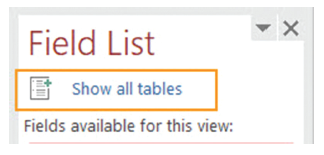 Field List
Show all tables
Fields available for this view: